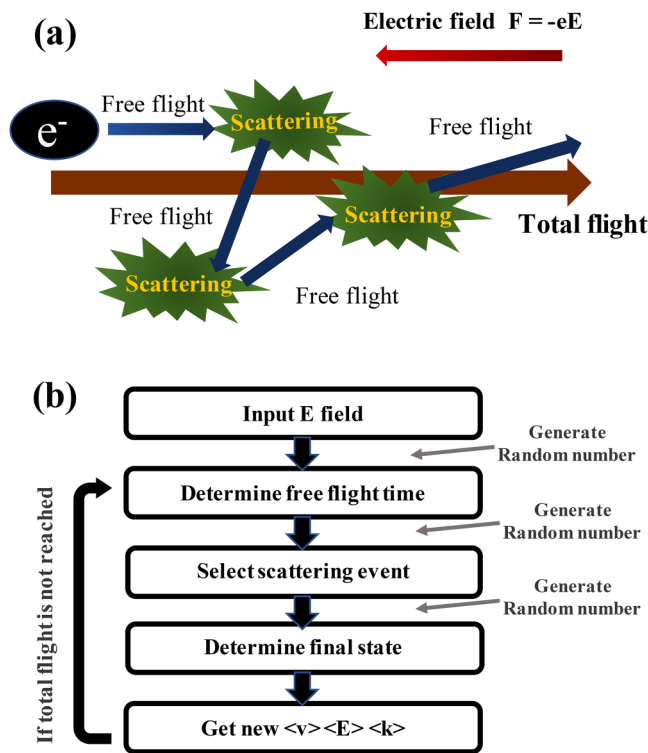 (a)
Electric field  F = -eE
Free flight
e-
Scattering
Free flight
Free flight
Scattering
Total flight
Scattering
Free flight
(b)
Input E field
Generate
Random number
Determine free flight time
Generate
Random number
Select scattering event
Generate
Random number
Determine final state
Get new <v> <E> <k>
If total flight is not reached